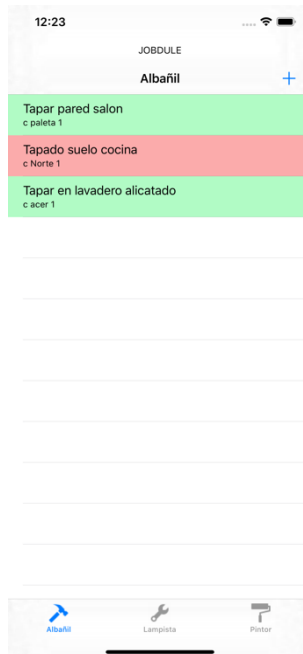 12:23
JOBDULE
Albañil
Tapar pared salon
c paleta 1
Tapado suelo cocina
c Norte 1
Tapar en lavadero alicatado
c acer 1
Albañil
Lampista
Pintor